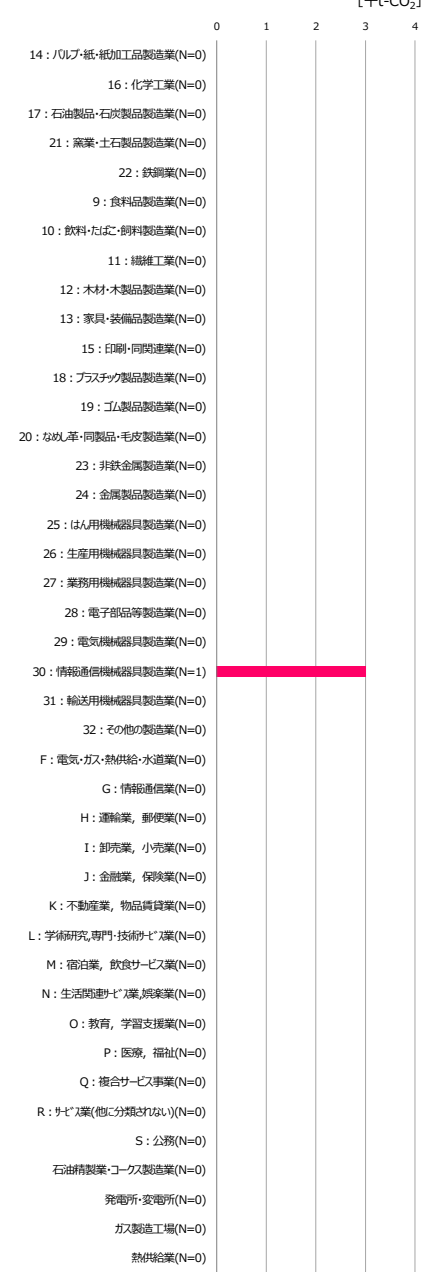 [千t-CO2]
0 1 2 3 4
14：パルプ・紙・紙加工品製造業(N=0)
16：化学工業(N=0)
17：石油製品・石炭製品製造業(N=0)
21：窯業・土石製品製造業(N=0)
22：鉄鋼業(N=0)
9：食料品製造業(N=0)
10：飲料・たばこ・飼料製造業(N=0)
11：繊維工業(N=0)
12：木材・木製品製造業(N=0)
13：家具・装備品製造業(N=0)
15：印刷・同関連業(N=0)
18：プラスチック製品製造業(N=0)
19：ゴム製品製造業(N=0)
20：なめし革・同製品・毛皮製造業(N=0)
23：非鉄金属製造業(N=0)
24：金属製品製造業(N=0)
25：はん用機械器具製造業(N=0)
26：生産用機械器具製造業(N=0)
27：業務用機械器具製造業(N=0)
28：電子部品等製造業(N=0)
29：電気機械器具製造業(N=0)
30：情報通信機械器具製造業(N=1)
31：輸送用機械器具製造業(N=0)
32：その他の製造業(N=0)
F：電気・ガス・熱供給・水道業(N=0)
G：情報通信業(N=0)
H：運輸業，郵便業(N=0)
I：卸売業，小売業(N=0)
J：金融業，保険業(N=0)
K：不動産業，物品賃貸業(N=0)
L：学術研究,専門・技術ｻｰﾋﾞｽ業(N=0)
M：宿泊業，飲食サービス業(N=0)
N：生活関連ｻｰﾋﾞｽ業,娯楽業(N=0)
O：教育，学習支援業(N=0)
P：医療，福祉(N=0)
Q：複合サービス事業(N=0)
R：ｻｰﾋﾞｽ業(他に分類されない)(N=0)
S：公務(N=0)
石油精製業・コークス製造業(N=0)
発電所・変電所(N=0)
ガス製造工場(N=0)
熱供給業(N=0)